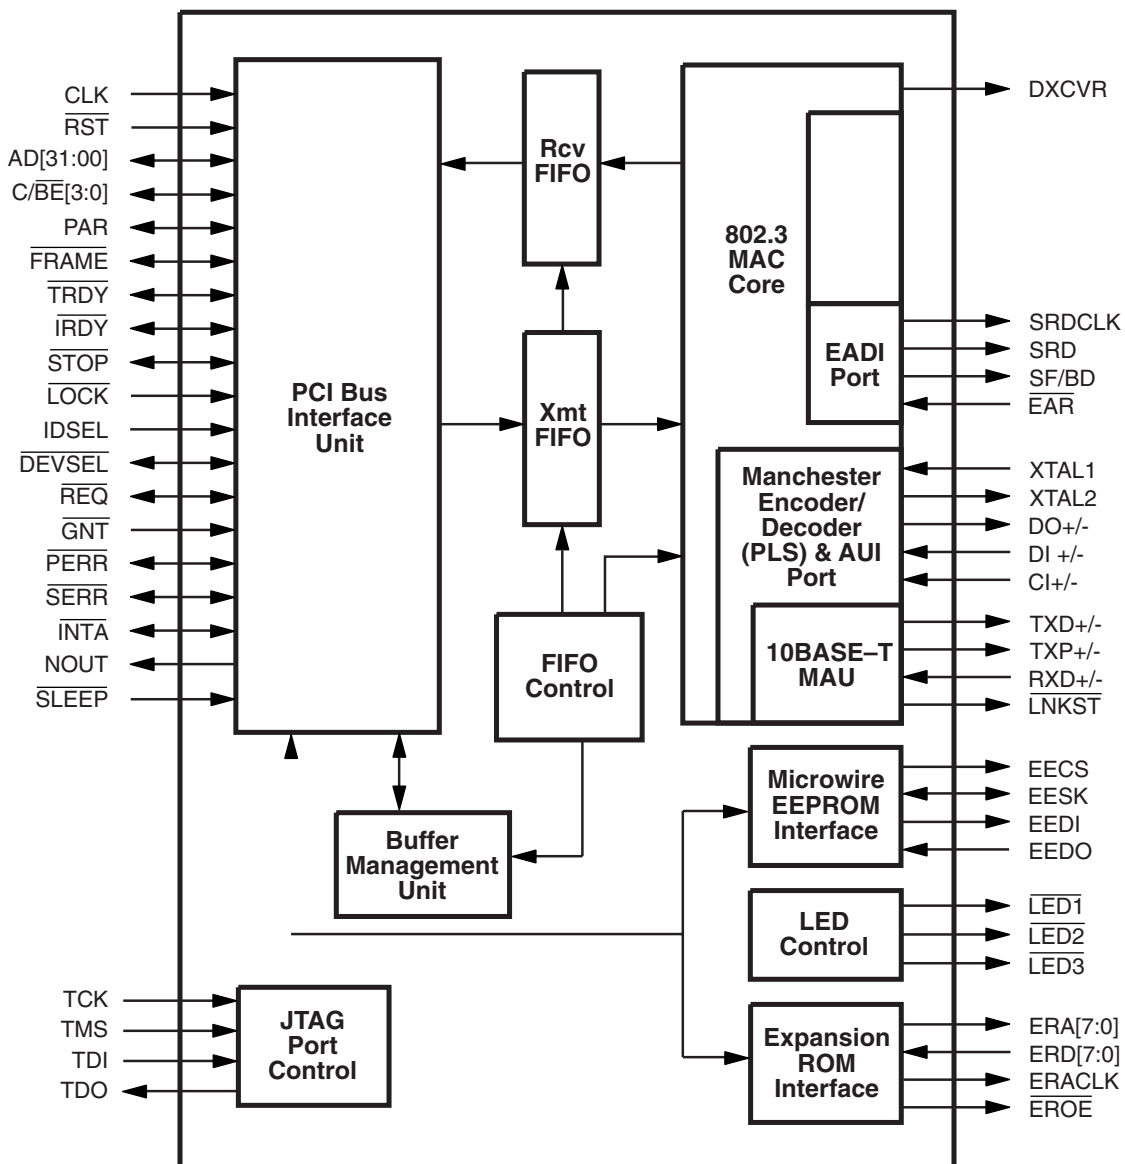 CLK
RST
AD[31:00]
C/BE[3:0]
PAR
FRAME
TRDY
IRDY
STOP
LOCK
IDSEL
DEVSEL
REQ
GNT
PERR
SERR
INTA
NOUT
SLEEP
TCK
TMS
TDI
TDO
PCI Bus
Interface
Unit
Rcv
FIFO
Xmt
FIFO
FIFO
Control
Buffer
Management
Unit
JTAG
Port
Control
802.3
MAC
Core
EADI
Port
Manchester
Encoder/
Decoder
(PLS) & AUI
Port
10BASE–T
MAU
Microwire
EEPROM
Interface
LED
Control
Expansion
ROM
Interface
DXCVR
SRDCLK
SRD
SF/BD
EAR
XTAL1
XTAL2
DO+/-
DI +/-
CI+/-
TXD+/-
TXP+/-
RXD+/-
LNKST
EECS
EESK
EEDI
EEDO
LED1
LED2
LED3
ERA[7:0]
ERD[7:0]
ERACLK
EROE